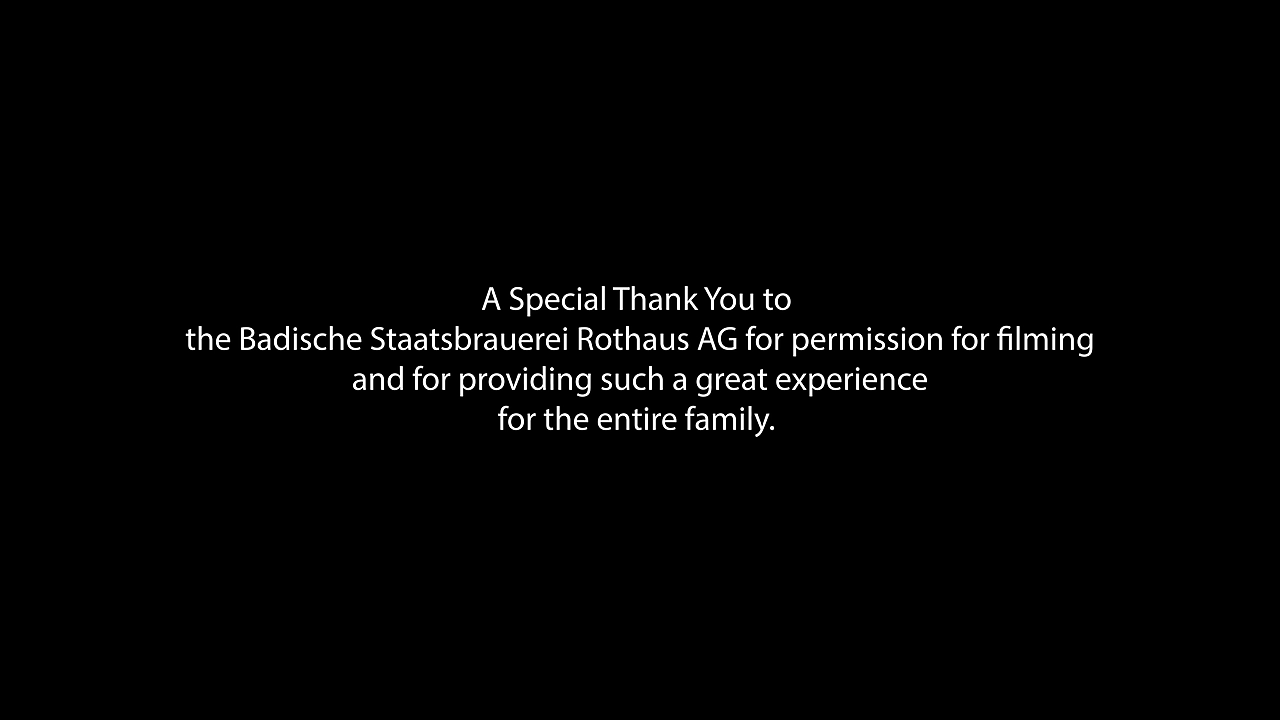 A Special Thank You to
the Badische Staatsbrauerei Rothaus AG for permission for filming
and for providing such a great experience
for the entire family.